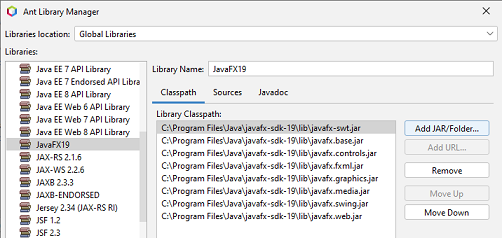 Ant Library Manager
Libraries location: Global Libraries
Libraries:
Java EE 7 API Library
Java EE 7 Endorsed API Libra
Java EE 8 API Library
Java EE Web 6 API Library
Java EE Web 7 API Library
Java EE Web 8 API Library
JavaFX19
JAX-RS 2.1.6
JAX-WS 2.2.6
JAXB 2.3.3
JAXB-ENDORSED
Jersey 2.34 (JAX-RS RI)
JSF 1.2
JSF 2.3
Library Name: JavaFX19
Classpath Sources Javadoc
Library Classpath:
C:\Program Files\Java\javafx-sdk-19\lib\javafx-swt.jar
C:\Program Files\Java\javafx-sdk-19\lib\javafx.base.jar
C:\Program Files\Java\javafx-sdk-19\lib\javafx.controls.jar
C:\Program Files\Java\javafx-sdk-19\lib\javafx.fxml.jar
C:\Program Files\Java\javafx-sdk-19\lib\javafx.graphics.jar
C:\Program Files\Java\javafx-sdk-19\lib\javafx.media.jar
C:\Program Files\Java\javafx-sdk-19\lib\javafx.swing.jar
C:\Program Files\Java\javafx-sdk-19\lib\javafx.web.jar
Add JAR/Folder...
Add URL...
Remove
Move Up
Move Down